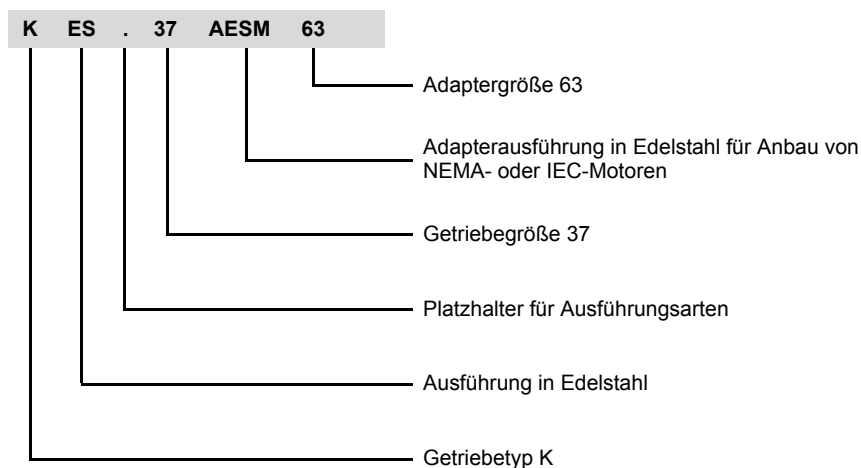 K ES . 37 AESM 63
Adaptergröße 63
Adapterausführung in Edelstahl für Anbau von
NEMA- oder IEC-Motoren
Getriebegröße 37
Platzhalter für Ausführungsarten
Ausführung in Edelstahl
Getriebetyp K